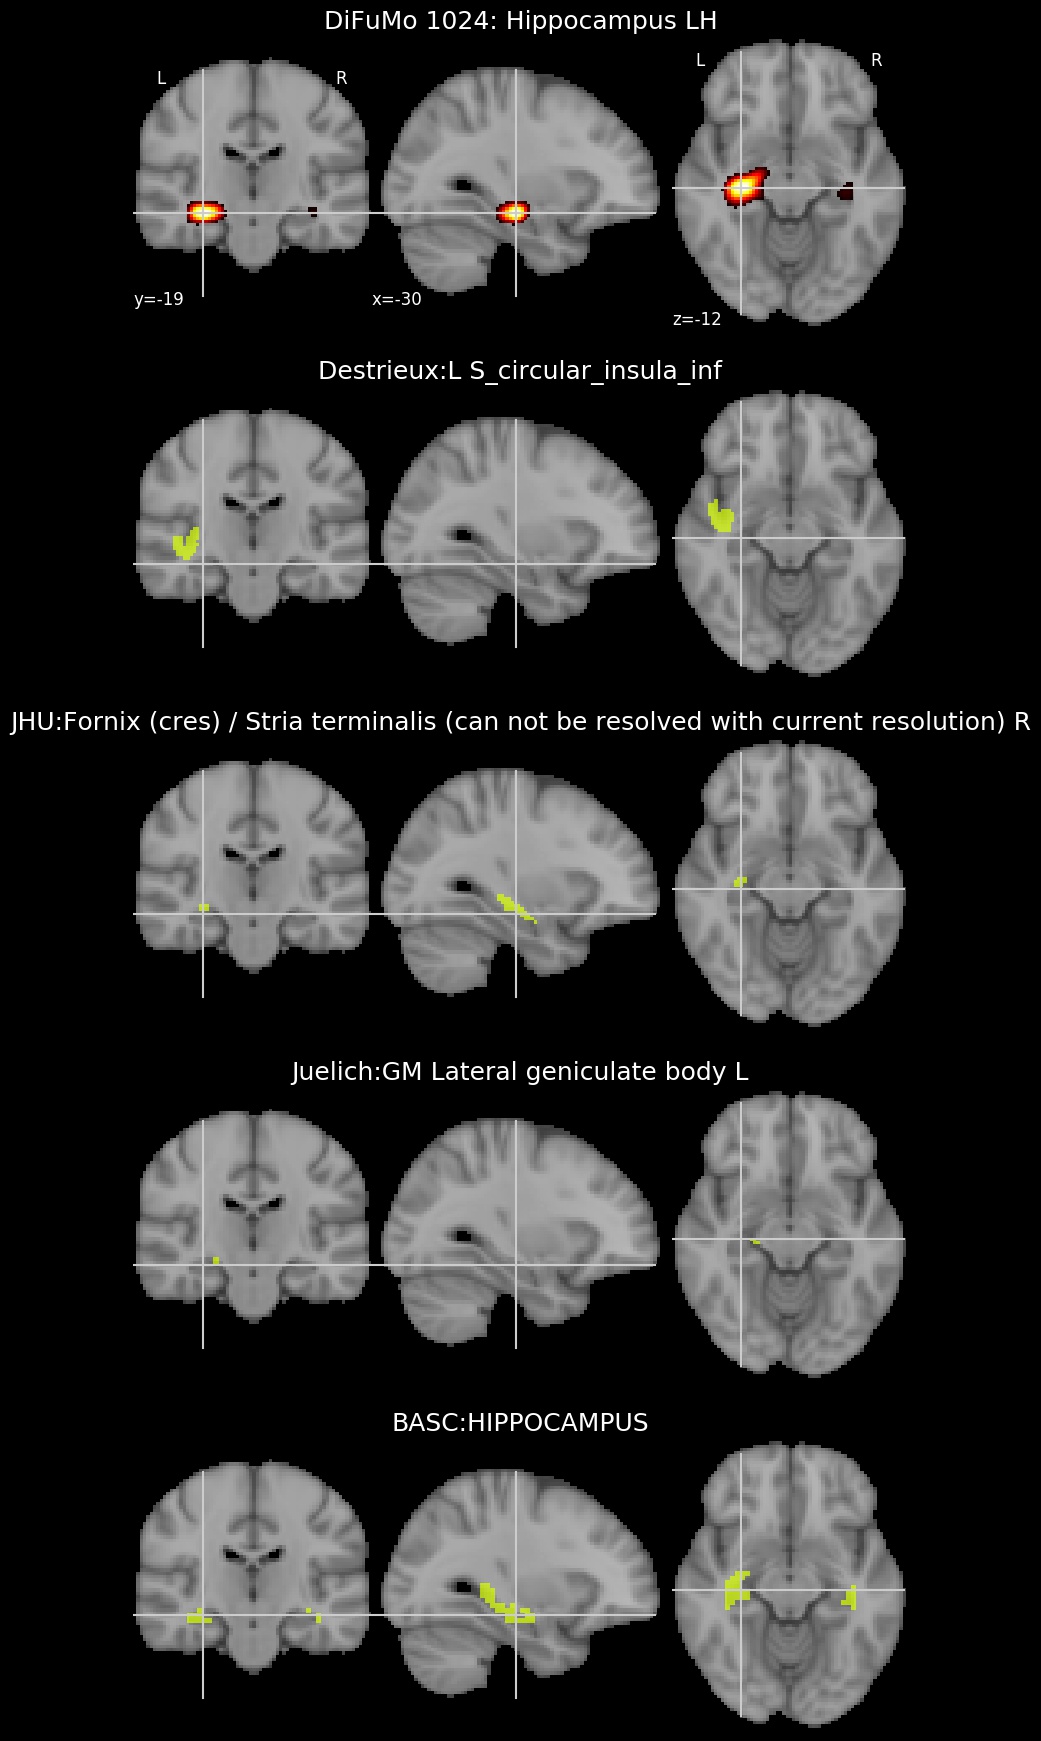 DiFuMo 1024: Hippocampus LH
L R L R
y=-19 x=-30 z=-12
Destrieux:L S_circular_insula_inf
JHU:Fornix (cres) / Stria terminalis (can not be resolved with current resolution) R
Juelich:GM Lateral geniculate body L
BASC:HIPPOCAMPUS